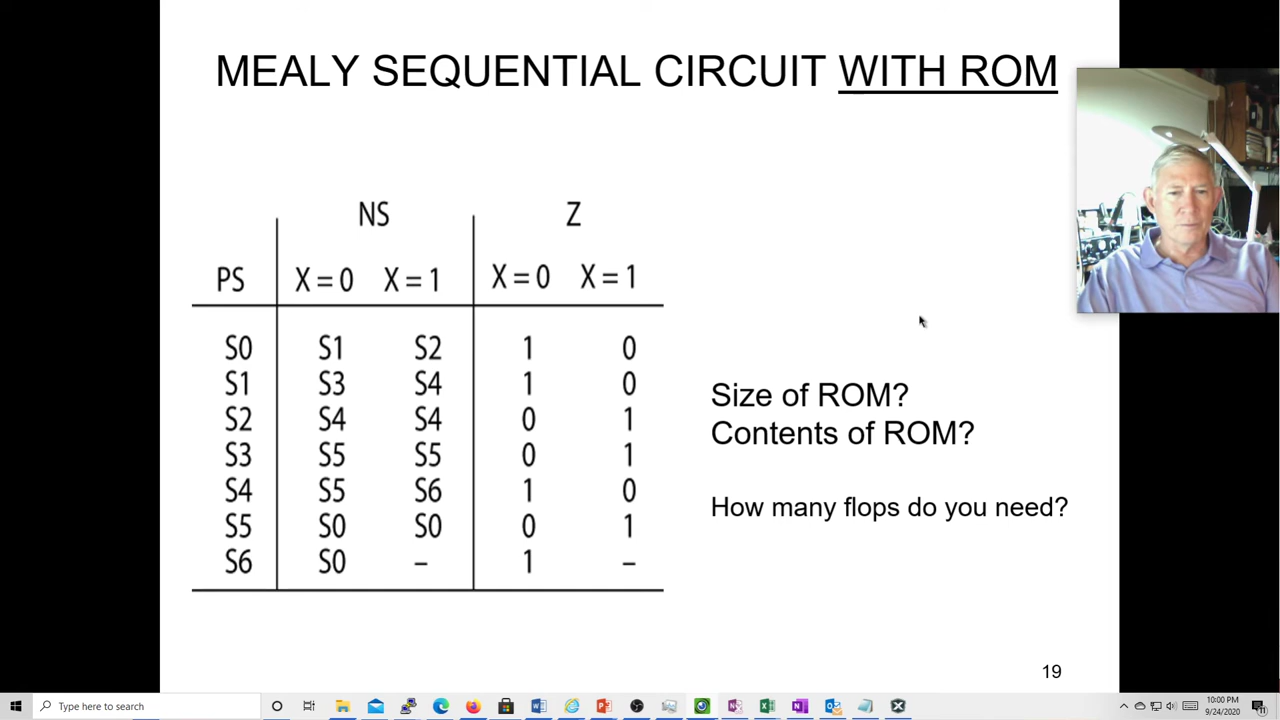 MEALY SEQUENTIAL CIRCUIT WITH ROM
NS Z
PS X = 0 X = 1 X = 0 X = 1
S0 S1 S2 1 0
S1 S3 S4 1 0
S2 S4 S4 0 1
S3 S5 S5 0 1
S4 S5 S6 1 0
S5 S0 S0 0 1
S6 S0 – 1 –
Size of ROM?
Contents of ROM?
How many flops do you need?
19
Type here to search
10:00 PM
9/24/2020